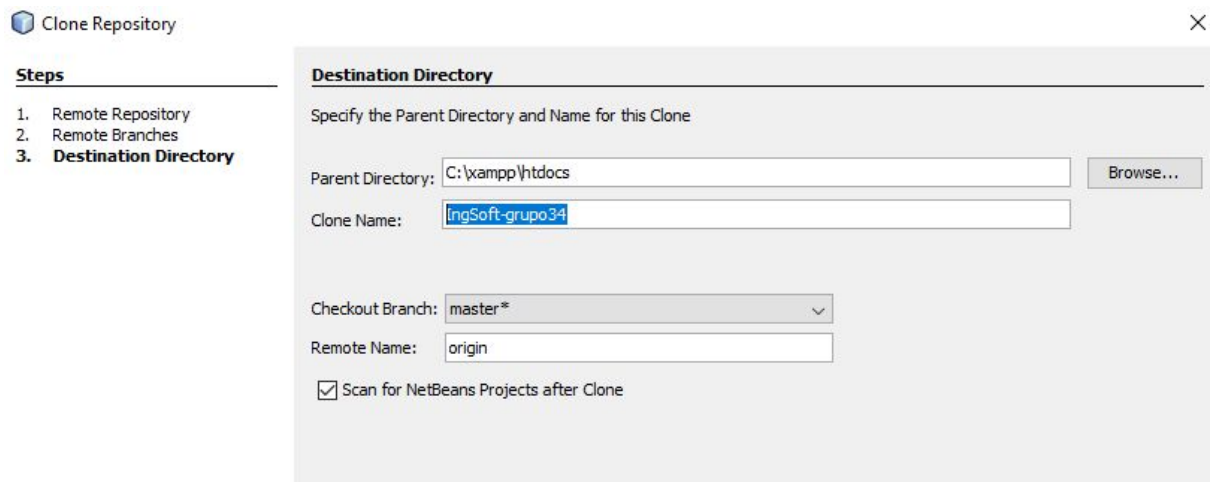 Clone Repository
Steps
1. Remote Repository
2. Remote Branches
3. Destination Directory
Destination Directory
Specify the Parent Directory and Name for this Clone
Parent Directory: C:\xampp\htdocs Browse...
Clone Name: IngSoft-grupo34
Checkout Branch: master*
Remote Name: origin
Scan for NetBeans Projects after Clone